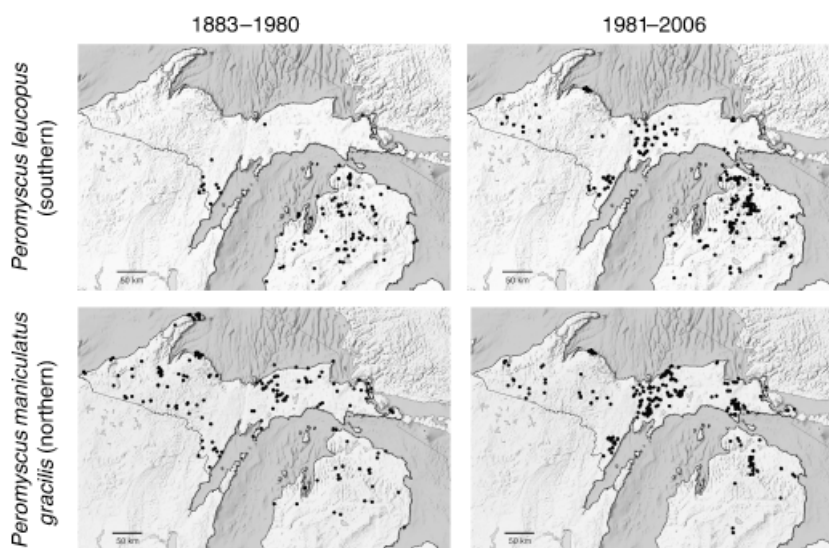 1883–1980
1981–2006
Peromyscus leucopus
(southern)
50 km
50 km
Peromyscus maniculatus
gracilis (northern)
50 km
50 km